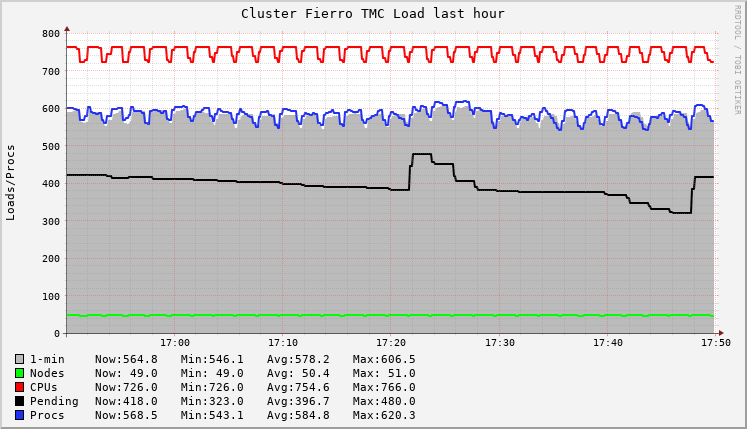 Cluster Fierro TMC Load last hour
RRDTOOL / TOBI OETIKER
Loads/Procs
800
700
600
500
400
300
200
100
0
17:00 17:10 17:20 17:30 17:40 17:50
1-min Now:564.8 Min:546.1 Avg:578.2 Max:606.5
Nodes Now: 49.0 Min: 49.0 Avg: 50.4 Max: 51.0
CPUs Now:726.0 Min:726.0 Avg:754.6 Max:766.0
Pending Now:418.0 Min:323.0 Avg:396.7 Max:480.0
Procs Now:568.5 Min:543.1 Avg:584.8 Max:620.3